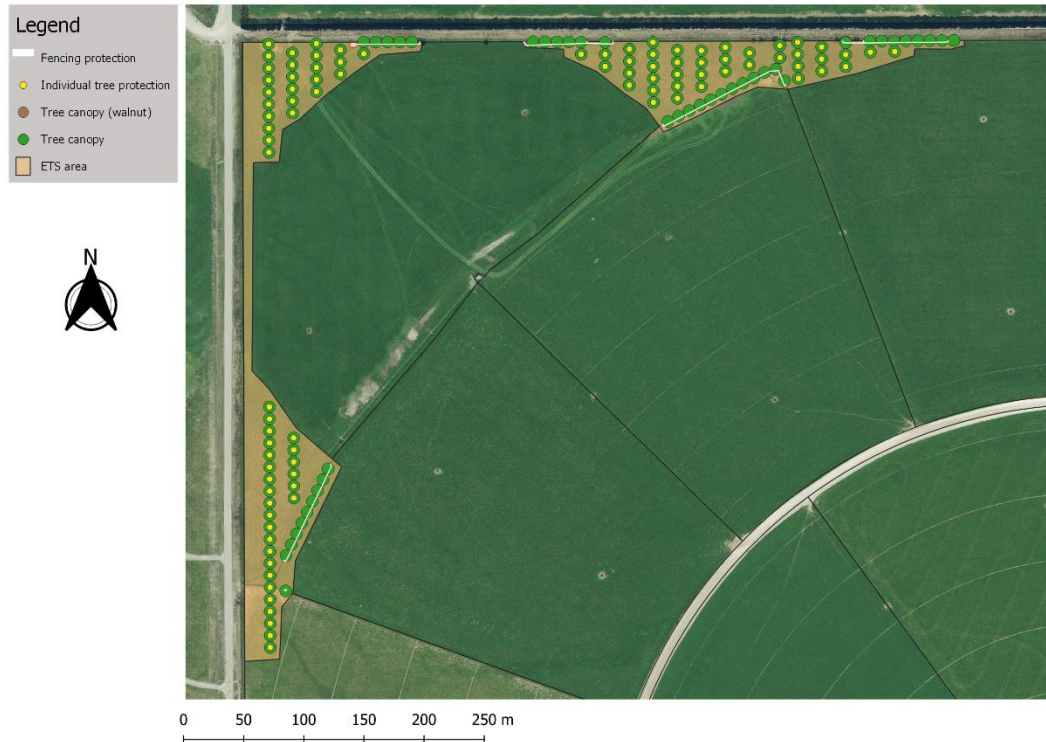 Legend
Fencing protection
Individual tree protection
Tree canopy (walnut)
Tree canopy
ETS area
N
0 50 100 150 200 250 m